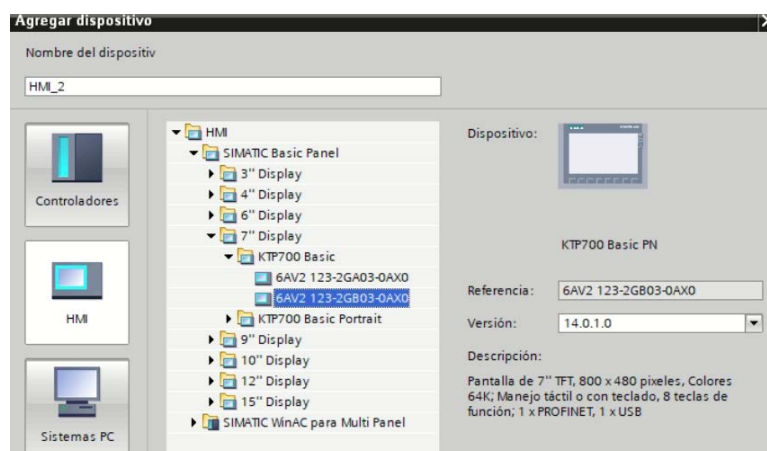 Agregar dispositivo
Nombre del dispositiv
HMI_2
Controladores
HMI
Sistemas PC
HMI
SIMATIC Basic Panel
3'' Display
4'' Display
6'' Display
7'' Display
KTP700 Basic
6AV2 123-2GA03-0AX0
6AV2 123-2GB03-0AX0
KTP700 Basic Portrait
9'' Display
10'' Display
12'' Display
15'' Display
SIMATIC WinAC para Multi Panel
Dispositivo:
KTP700 Basic PN
Referencia: 6AV2 123-2GB03-0AX0
Versión: 14.0.1.0
Descripción:
Pantalla de 7'' TFT, 800 x 480 pixeles, Colores
64K; Manejo táctil o con teclado, 8 teclas de
función; 1 x PROFINET, 1 x USB